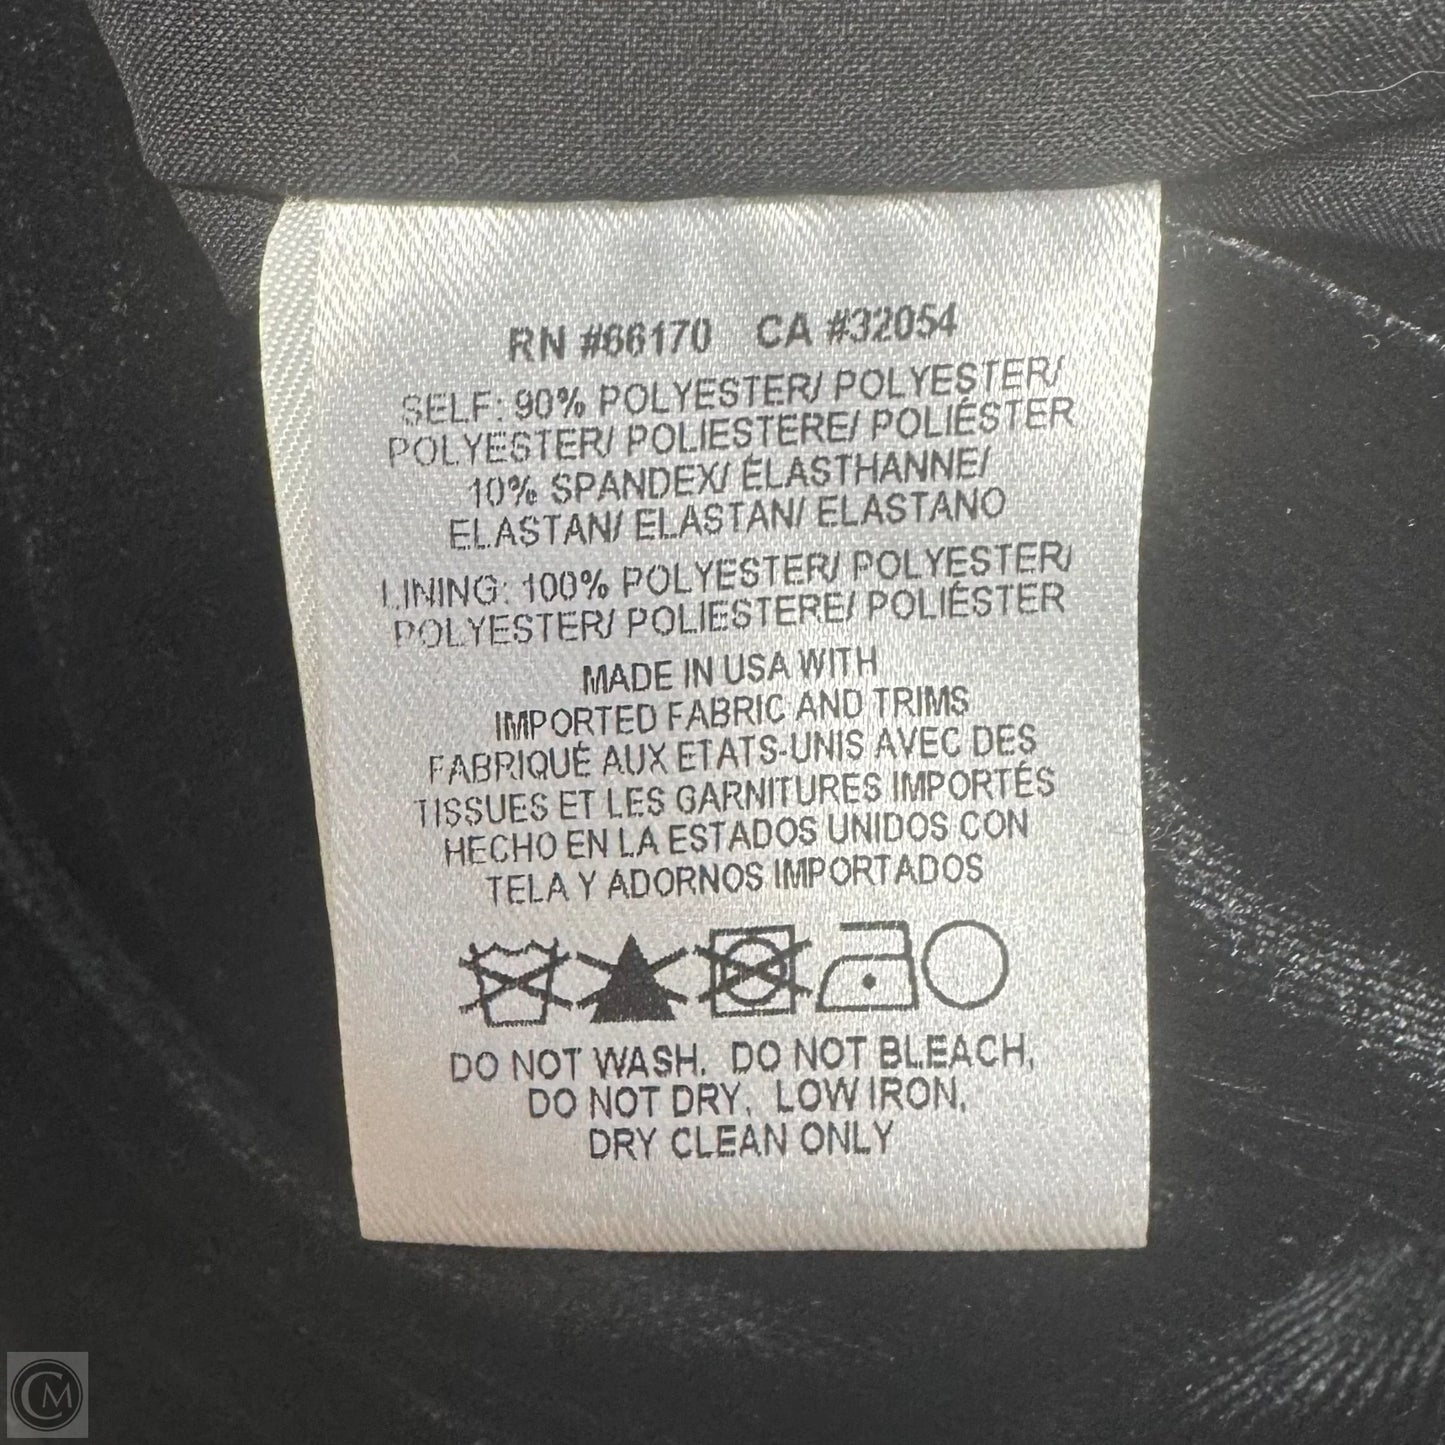 RN #66170 CA #32054
SELF: 90% POLYESTER/ POLYESTER/
POLYESTER/ POLIESTERE/ POLIÉSTER
10% SPANDEX/ ÉLASTHANNE/
ELASTAN/ ELASTAN/ ELASTANO
LINING: 100% POLYESTER/ POLYESTER/
POLYESTER/ POLIESTERE/ POLIÉSTER
MADE IN USA WITH
IMPORTED FABRIC AND TRIMS
FABRIQUÉ AUX ETATS-UNIS AVEC DES
TISSUES ET LES GARNITURES IMPORTÉS
HECHO EN LA ESTADOS UNIDOS CON
TELA Y ADORNOS IMPORTADOS
DO NOT WASH. DO NOT BLEACH,
DO NOT DRY, LOW IRON,
DRY CLEAN ONLY
CM